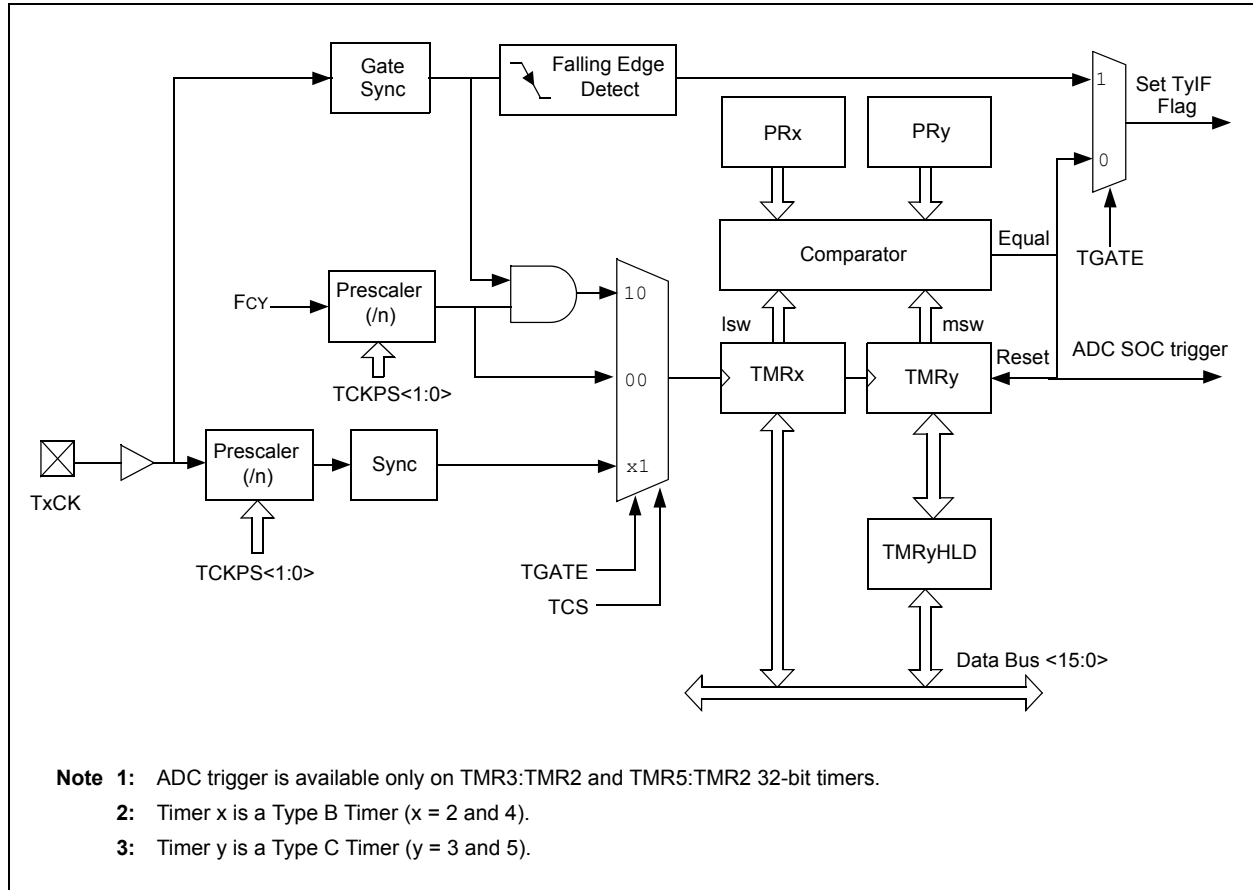 Gate
Sync
Falling Edge
Detect
1
Set TyIF
Flag
PRx
PRy
0
Comparator
Equal
TGATE
FCY
Prescaler
(/n)
10
lsw
msw
TMRx
TMRy
Reset
ADC SOC trigger
00
TCKPS<1:0>
TxCK
Prescaler
(/n)
Sync
x1
TCKPS<1:0>
TGATE
TCS
TMRyHLD
Data Bus <15:0>
Note 1: ADC trigger is available only on TMR3:TMR2 and TMR5:TMR2 32-bit timers.
2: Timer x is a Type B Timer (x = 2 and 4).
3: Timer y is a Type C Timer (y = 3 and 5).